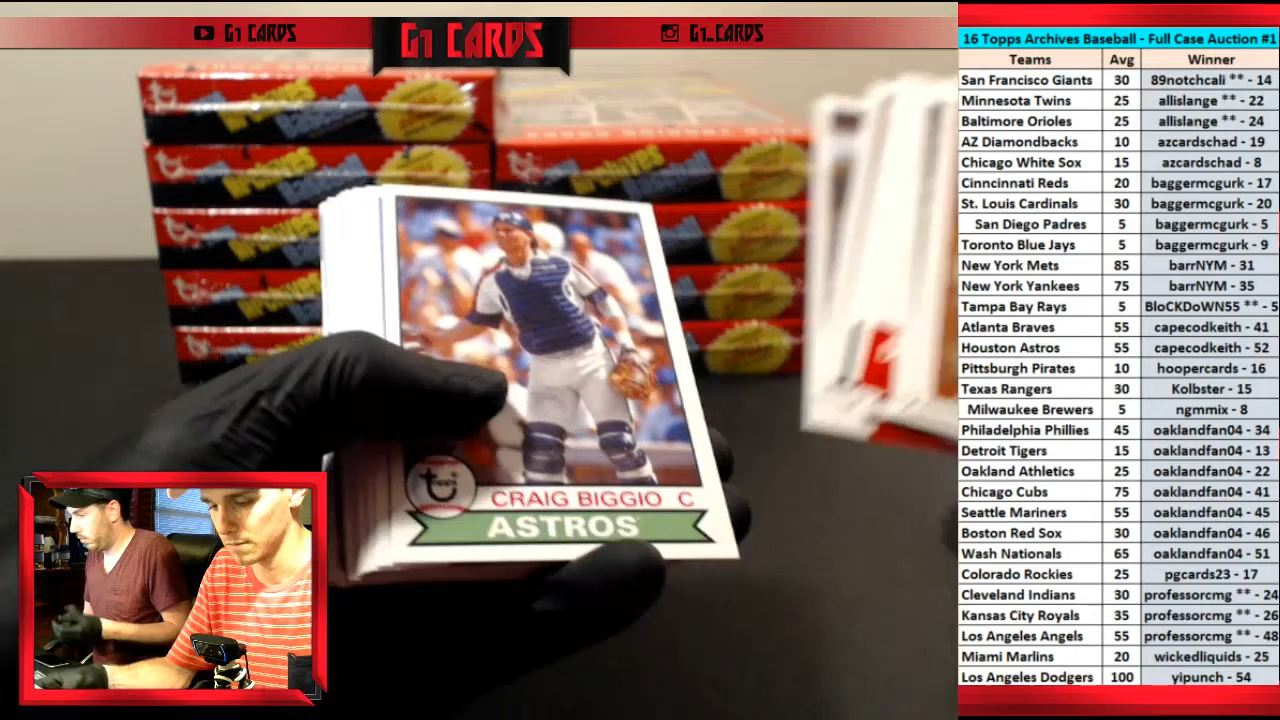 G1 CARDS
G1 CARDS
G1_CARDS
Archives
Archives
Archives
CRAIG BIGGIO C
ASTROS
Topps
16 Topps Archives Baseball - Full Case Auction #1
Teams Avg Winner
San Francisco Giants 30 89notchcali ** - 14
Minnesota Twins 25 allislange ** - 22
Baltimore Orioles 25 allislange ** - 24
AZ Diamondbacks 10 azcardschad - 19
Chicago White Sox 15 azcardschad - 8
Cinncinnati Reds 20 baggermcgurk - 17
St. Louis Cardinals 30 baggermcgurk - 20
San Diego Padres 5 baggermcgurk - 5
Toronto Blue Jays 5 baggermcgurk - 9
New York Mets 85 barrNYM - 31
New York Yankees 75 barrNYM - 35
Tampa Bay Rays 5 BloCKDoWN55 ** - 5
Atlanta Braves 55 capecodkeith - 41
Houston Astros 55 capecodkeith - 52
Pittsburgh Pirates 10 hoopercards - 16
Texas Rangers 30 Kolbster - 15
Milwaukee Brewers 5 ngmmix - 8
Philadelphia Phillies 45 oaklandfan04 - 34
Detroit Tigers 15 oaklandfan04 - 13
Oakland Athletics 25 oaklandfan04 - 22
Chicago Cubs 75 oaklandfan04 - 41
Seattle Mariners 55 oaklandfan04 - 45
Boston Red Sox 30 oaklandfan04 - 46
Wash Nationals 65 oaklandfan04 - 51
Colorado Rockies 25 pgcards23 - 17
Cleveland Indians 30 professorcmg ** - 24
Kansas City Royals 35 professorcmg ** - 26
Los Angeles Angels 55 professorcmg ** - 48
Miami Marlins 20 wickedliquids - 25
Los Angeles Dodgers 100 yipunch - 54